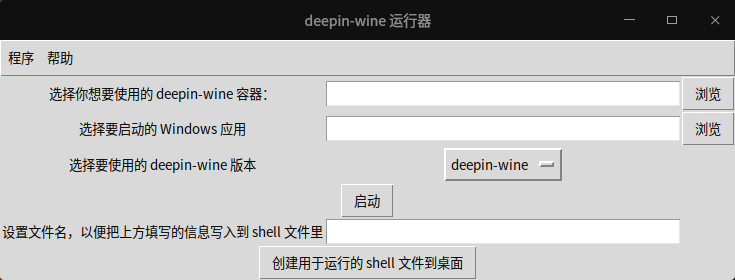 deepin-wine 运行器
程序 帮助
选择你想要使用的 deepin-wine 容器： 浏览
选择要启动的 Windows 应用 浏览
选择要使用的 deepin-wine 版本 deepin-wine
启动
设置文件名，以便把上方填写的信息写入到 shell 文件里
创建用于运行的 shell 文件到桌面